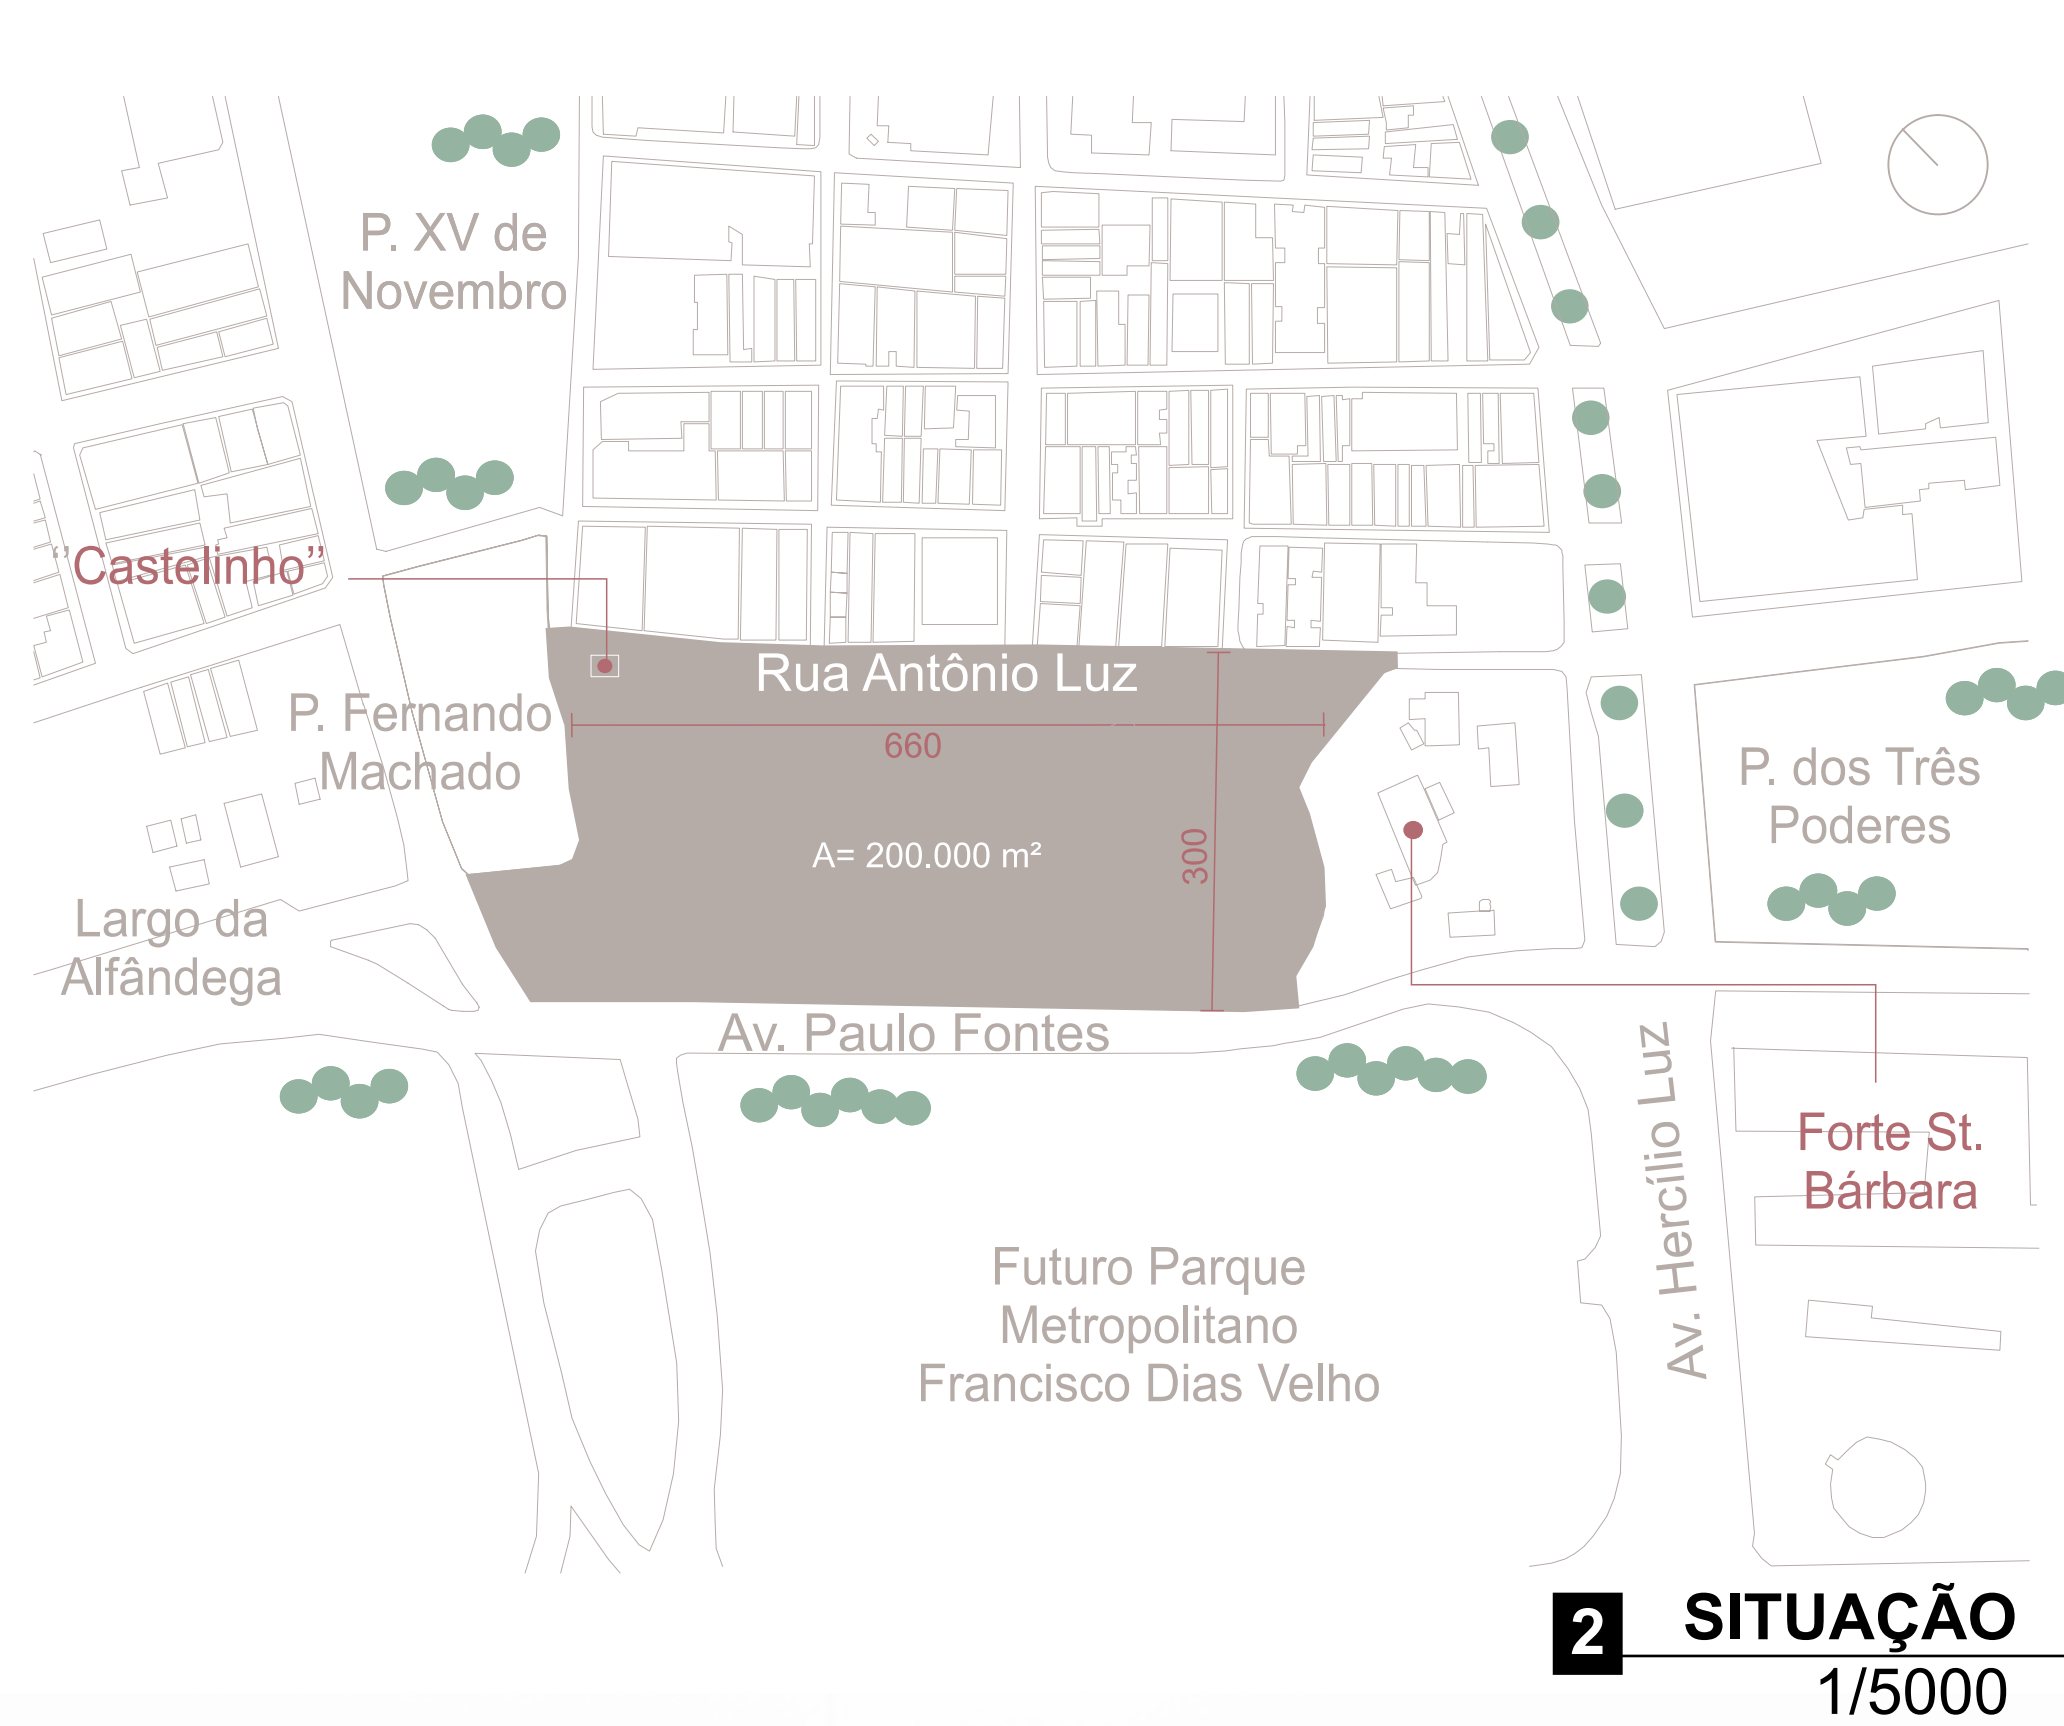 P. XV de
Novembro
"Castelinho"
P. Fernando
Machado
Largo da
Alfândega
Rua Antônio Luz
660
300
A= 200.000 m²
Av. Paulo Fontes
P. dos Três
Poderes
Av. Hercílio Luz
Forte St.
Bárbara
Futuro Parque
Metropolitano
Francisco Dias Velho
2 SITUAÇÃO
1/5000